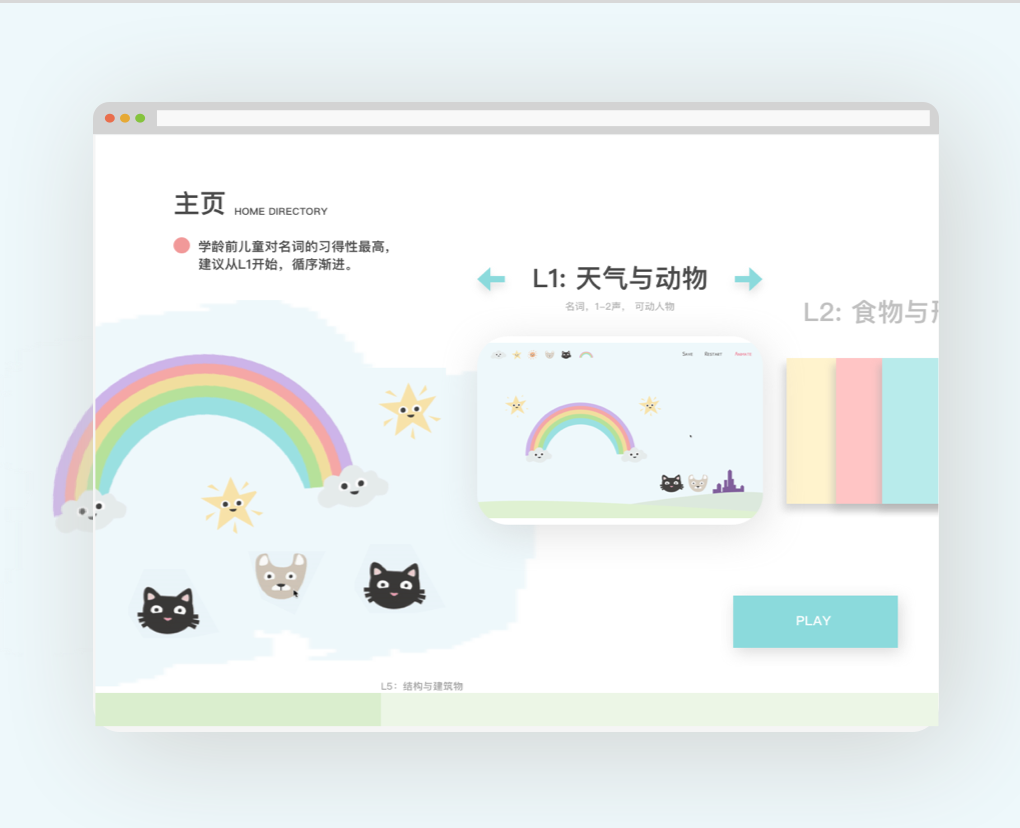 主页 HOME DIRECTORY
学龄前儿童对名词的习得性最高，
建议从L1开始，循序渐进。
L1: 天气与动物
名词，1-2声， 可动人物
L2: 食物与
Save
PLAY
L5：结构与建筑物